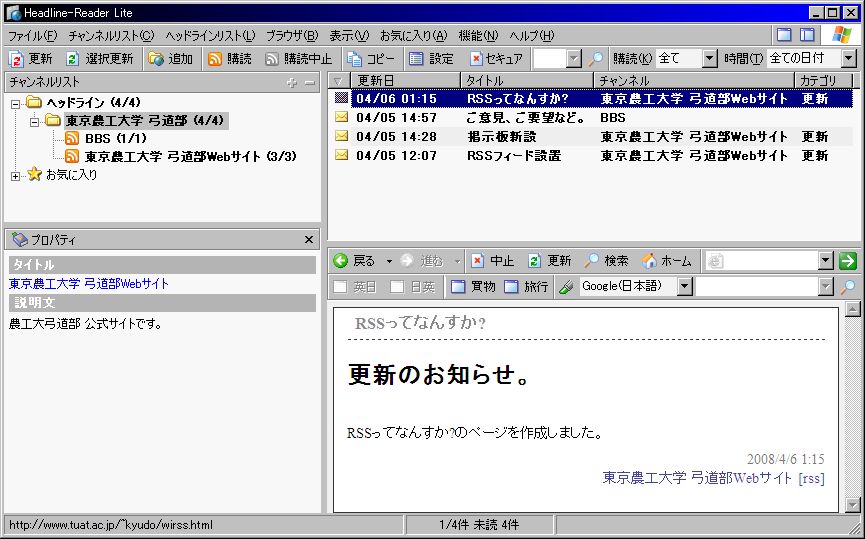 Headline-Reader Lite
ファイル(F) チャンネルリスト(C) ヘッドラインリスト(L) ブラウザ(B) 表示(V) お気に入り(A) 機能(N) ヘルプ(H)
更新 選択更新 追加 購読 購読中止 コピー 設定 セキュア 購読(K) 全て 時間(T) 全ての日付
チャンネルリスト
ヘッドライン (4/4)
東京農工大学 弓道部 (4/4)
BBS (1/1)
東京農工大学 弓道部Webサイト (3/3)
お気に入り
更新日 タイトル チャンネル カテゴリ
04/06 01:15 RSSってなんすか? 東京農工大学 弓道部Webサイト 更新
04/05 14:57 ご意見、ご要望など。 BBS
04/05 14:28 掲示板新設 東京農工大学 弓道部Webサイト 更新
04/05 12:07 RSSフィード設置 東京農工大学 弓道部Webサイト 更新
プロパティ
タイトル
東京農工大学 弓道部Webサイト
説明文
農工大弓道部 公式サイトです。
戻る 進む 中止 更新 検索 ホーム
英日 日英 買物 旅行 Google(日本語)
RSSってなんすか?
更新のお知らせ。
RSSってなんすか?のページを作成しました。
2008/4/6 1:15
東京農工大学 弓道部Webサイト [rss]
http://www.tuat.ac.jp/~kyudo/wirss.html
1/4件 未読 4件